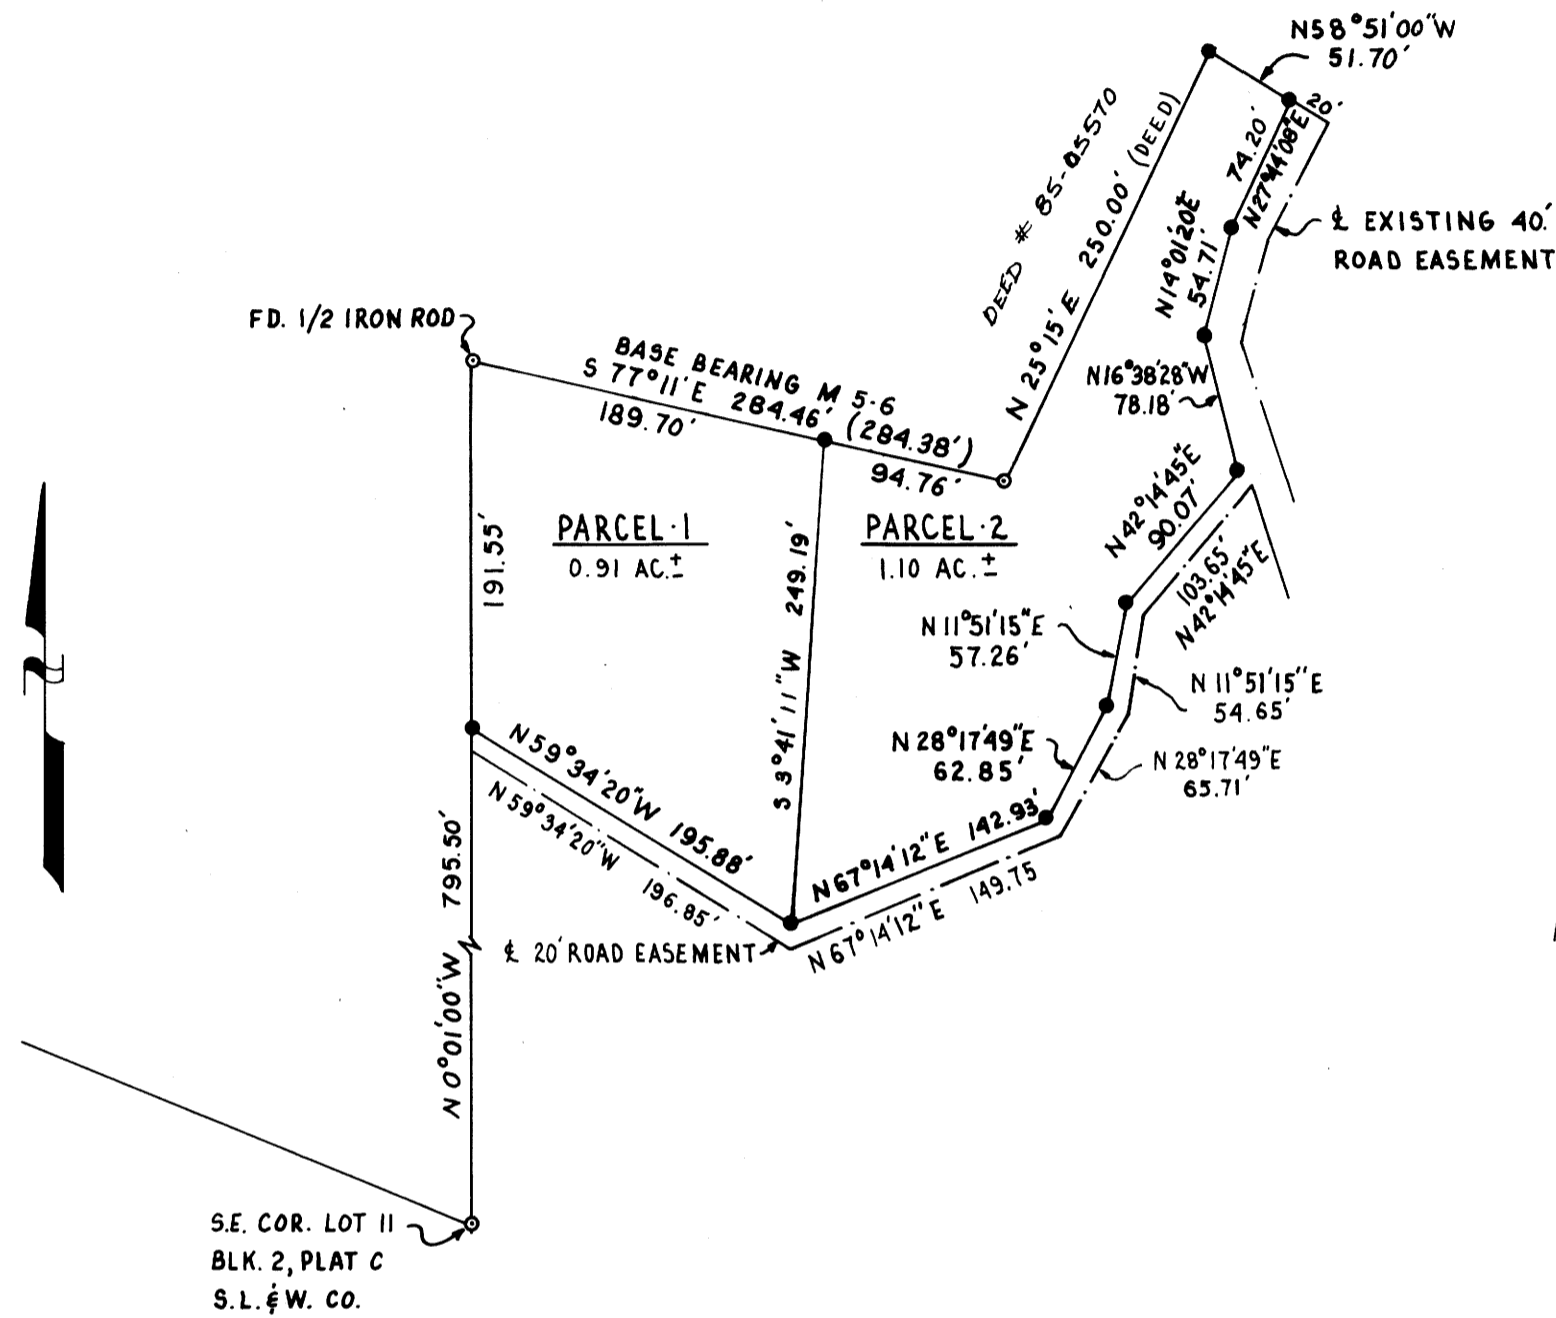 N58°51'00"W
51.70'
20'
74.20'
N27°44'08"E
DEED # 85-05570
N 25°15' E 250.00' (DEED)
N14°01'20"E
54.71'
℄ EXISTING 40.'
ROAD EASEMENT
FD. 1/2 IRON ROD
BASE BEARING M 5-6
S 77°11' E 284.46' (284.38')
189.70'
94.76'
N16°38'28"W
78.18'
N 42°14'45"E
90.07'
103.65'
N 42°14'45"E
PARCEL·1
0.91 AC.±
PARCEL·2
1.10 AC.±
191.55'
S 3°41'11"W 249.19'
N 11°51'15"E
57.26'
N 11°51'15"E
54.65'
N 28°17'49"E
62.85'
N 28°17'49"E
65.71'
N 59°34'20"W 195.88'
N 59°34'20"W 196.85'
N 67°14'12"E 142.93'
N 67°14'12"E 149.75
℄ 20' ROAD EASEMENT
N 0°01'00"W 795.50'
S.E. COR. LOT 11
BLK. 2, PLAT C
S.L. & W. CO.